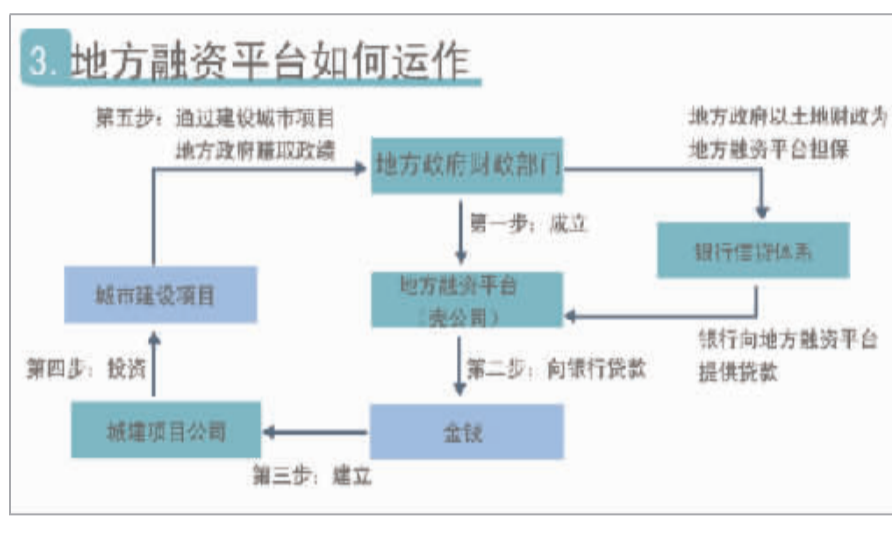 3. 地方融资平台如何运作
第五步：通过建设城市项目
地方政府赚取政绩
地方政府以土地财政为
地方融资平台担保
地方政府财政部门
第一步：成立
银行信贷体系
城市建设项目
地方融资平台
（壳公司）
银行向地方融资平台
提供贷款
第四步：投资
第二步：向银行贷款
城建项目公司
金钱
第三步：建立